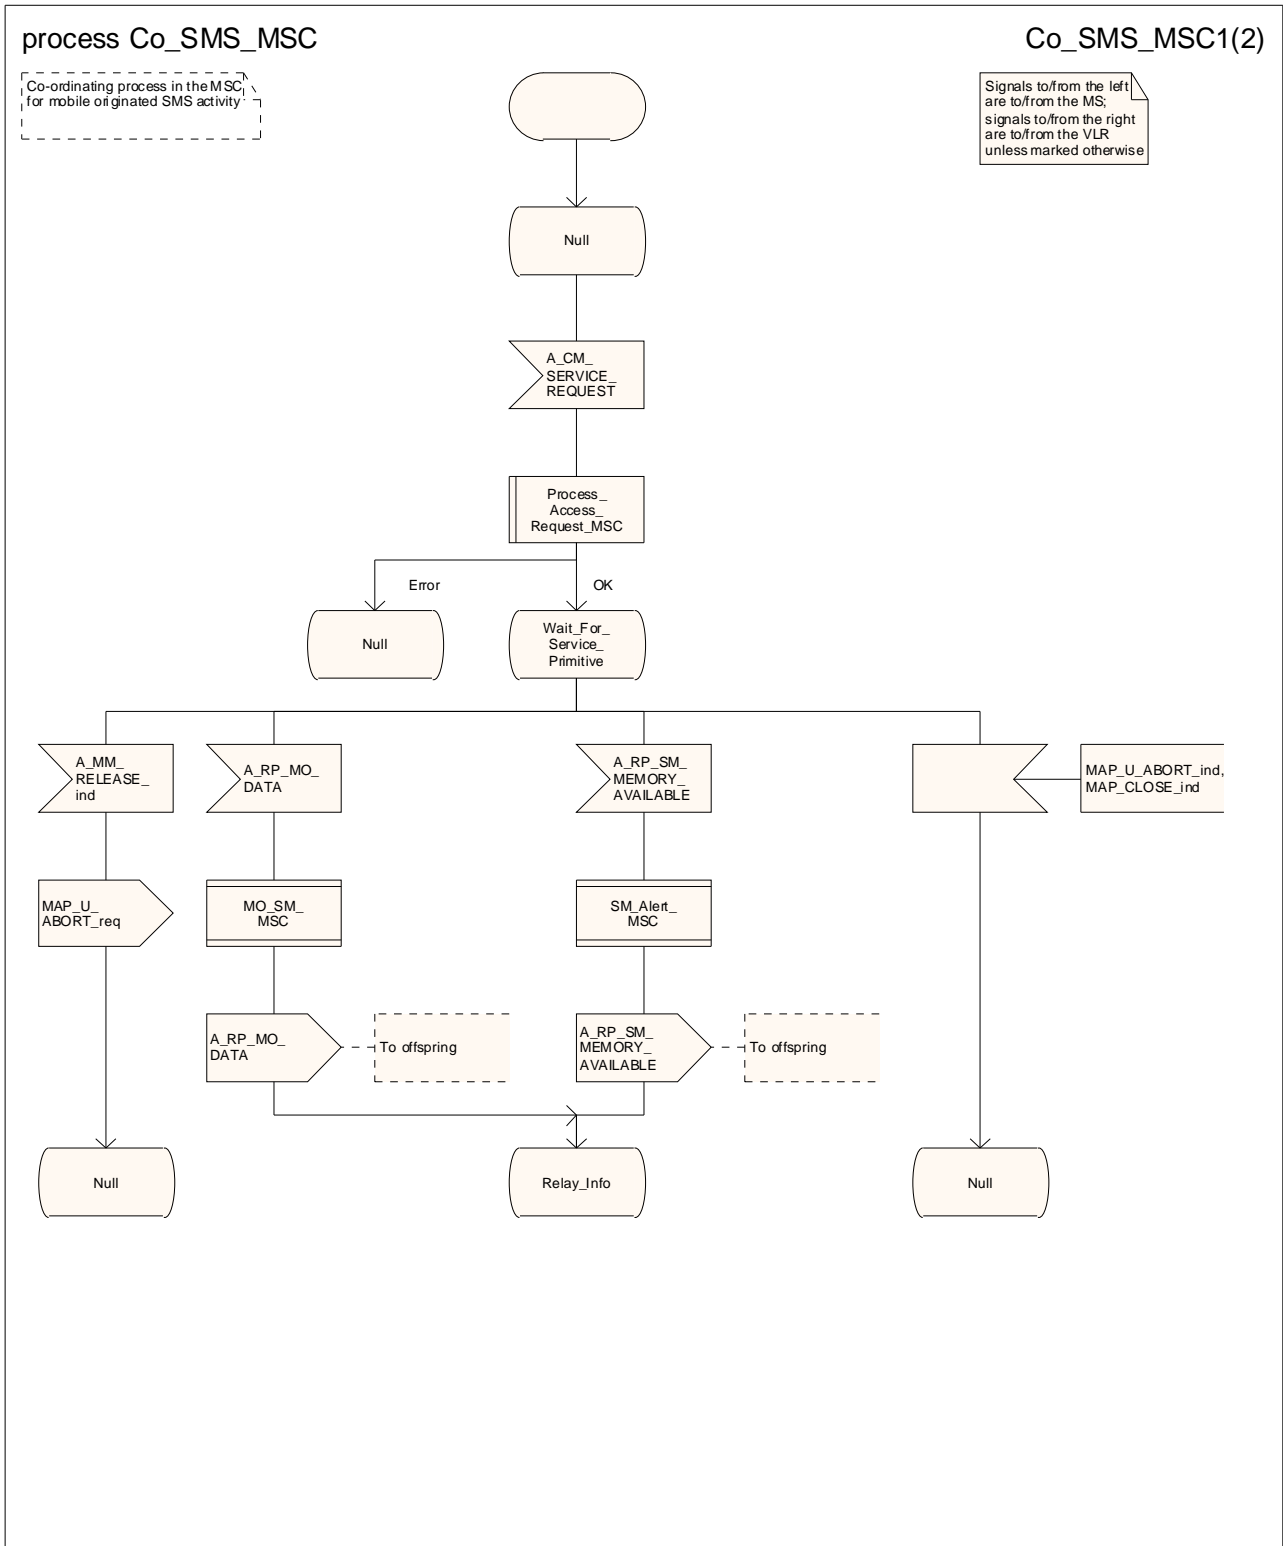 process Co_SMS_MSC
Co_SMS_MSC1(2)
Co-ordinating process in the MSC
for mobile originated SMS activity
Signals to/from the left
are to/from the MS;
signals to/from the right
are to/from the VLR
unless marked otherwise
Null
A_CM_
SERVICE_
REQUEST
Process_
Access_
Request_MSC
Error
OK
Null
Wait_For_
Service_
Primitive
A_MM_
RELEASE_
ind
A_RP_MO_
DATA
A_RP_SM_
MEMORY_
AVAILABLE
MAP_U_ABORT_ind,
MAP_CLOSE_ind
MAP_U_
ABORT_req
MO_SM_
MSC
SM_Alert_
MSC
A_RP_MO_
DATA
To offspring
A_RP_SM_
MEMORY_
AVAILABLE
To offspring
Null
Relay_Info
Null